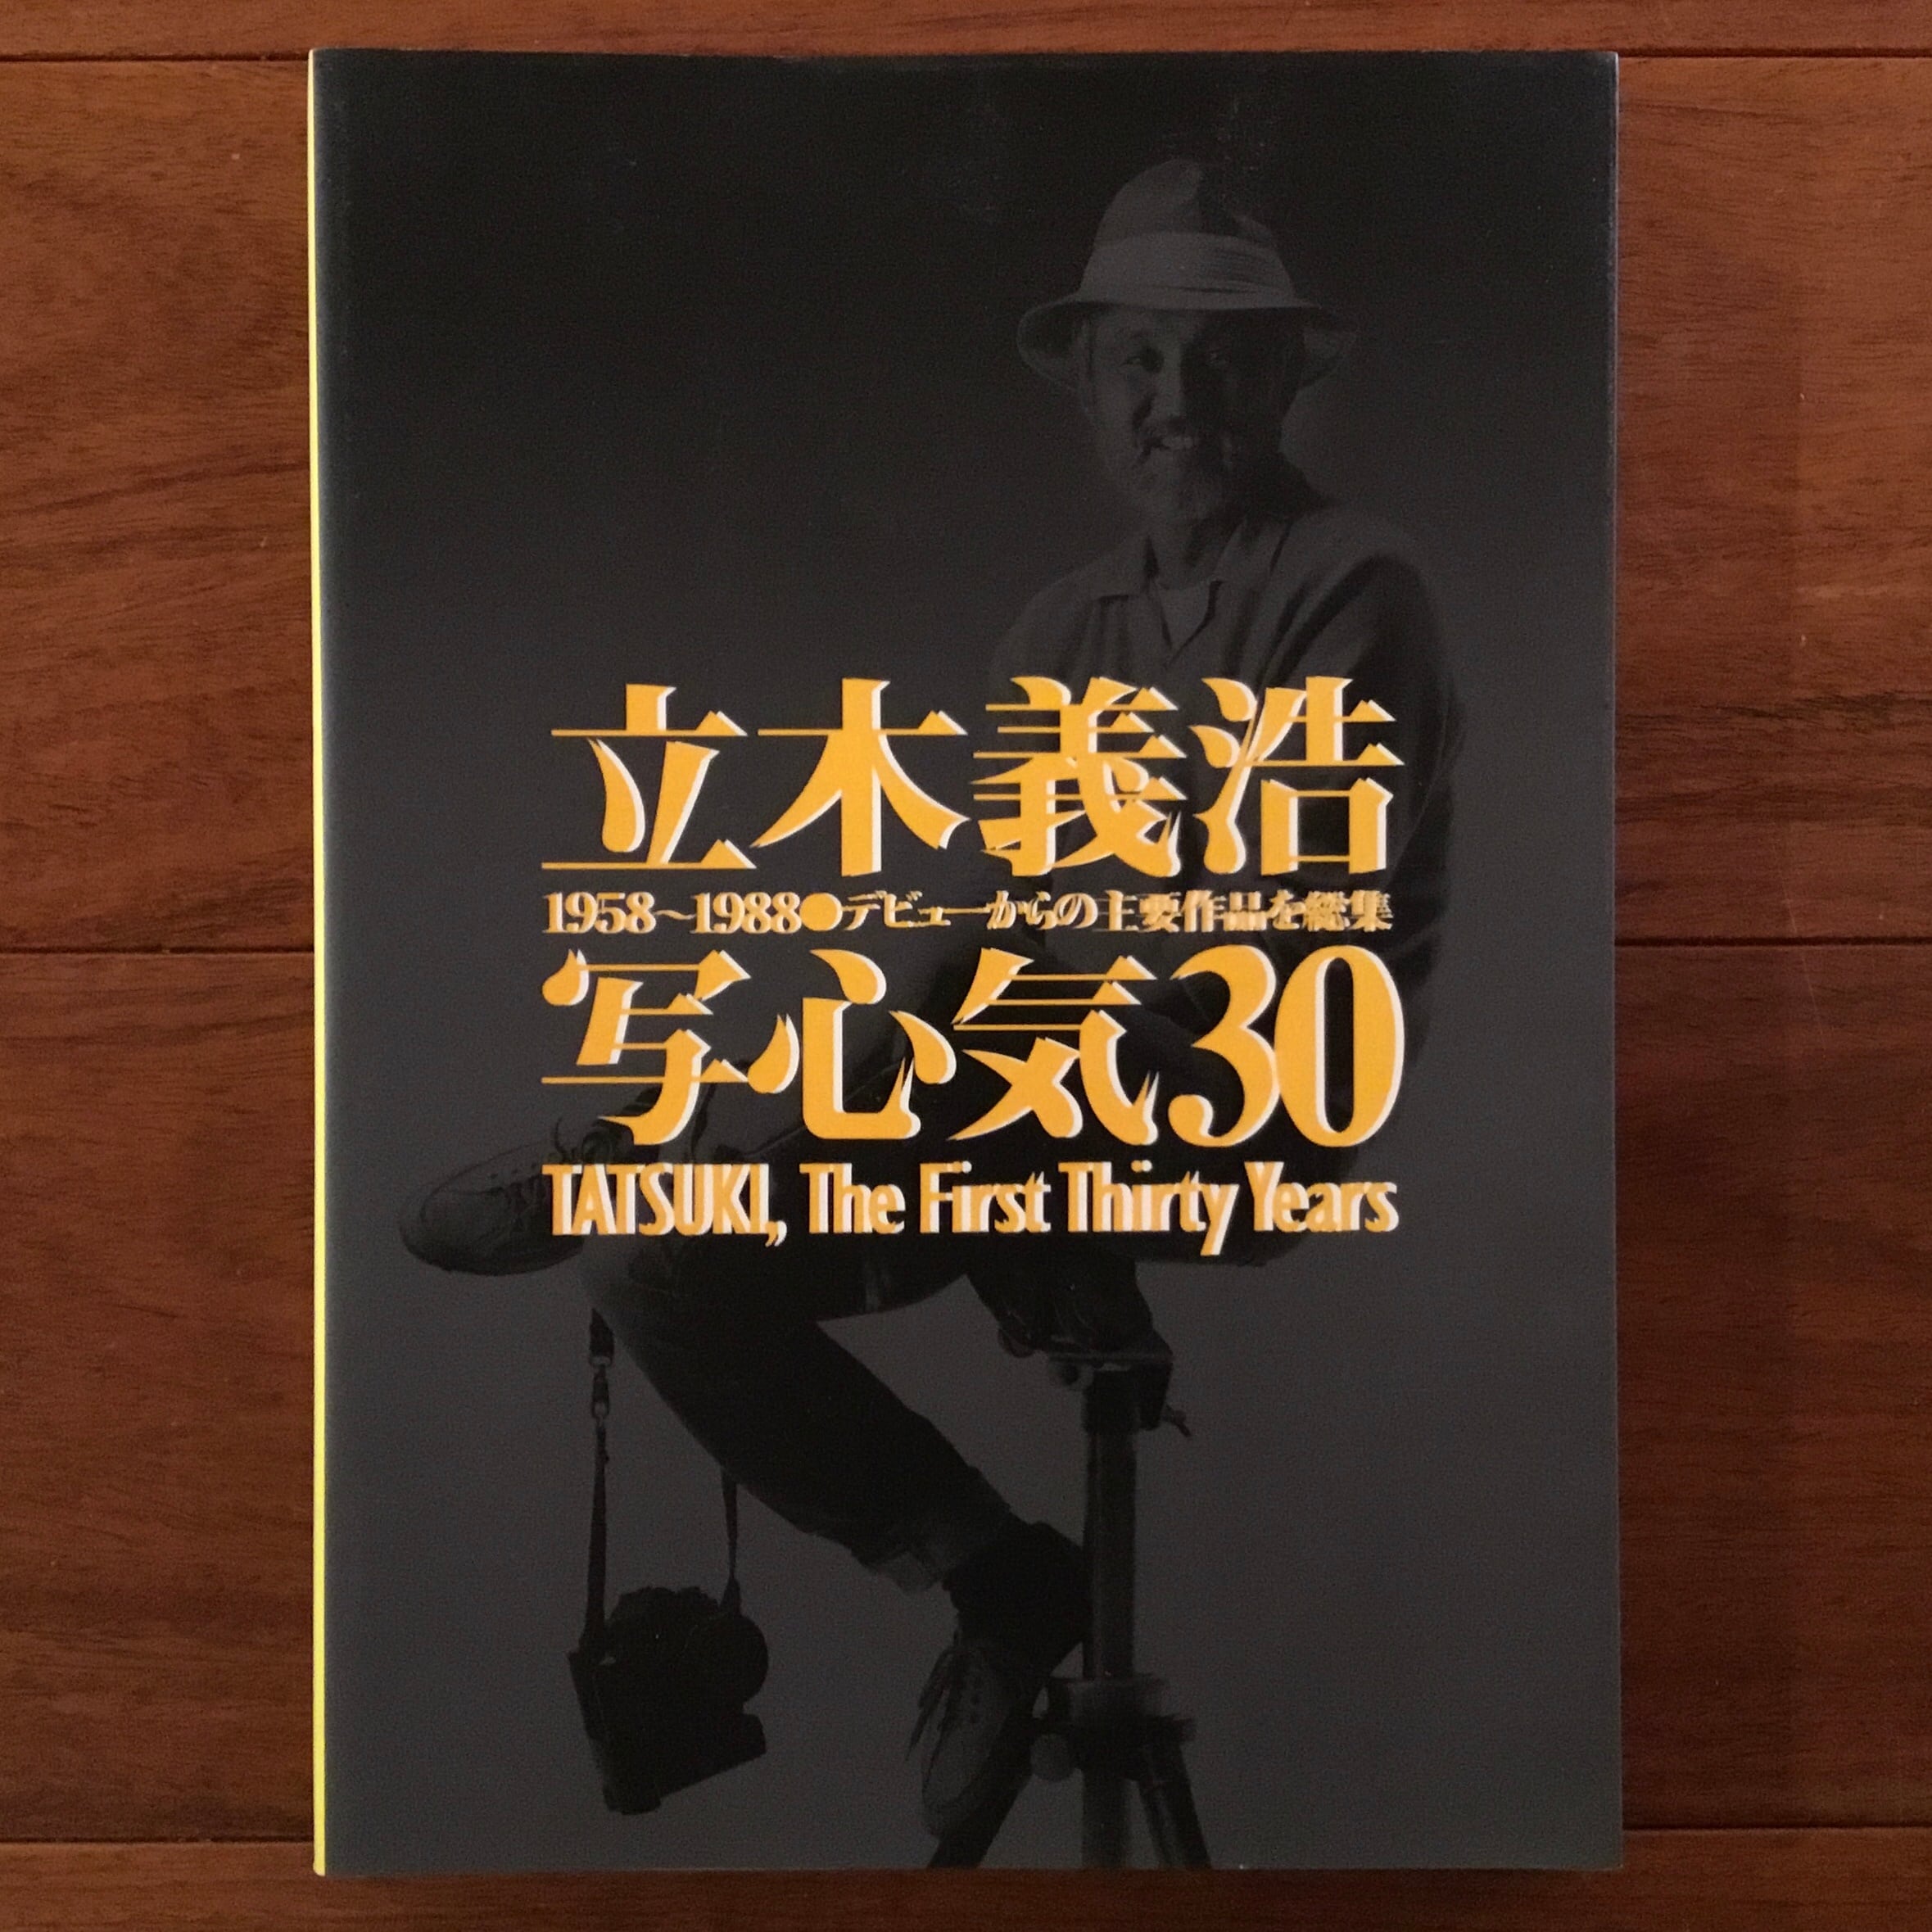 立木義浩
1958〜1988●デビューからの主要作品を総集
写心気30
TATSUKI, The First Thirty Years